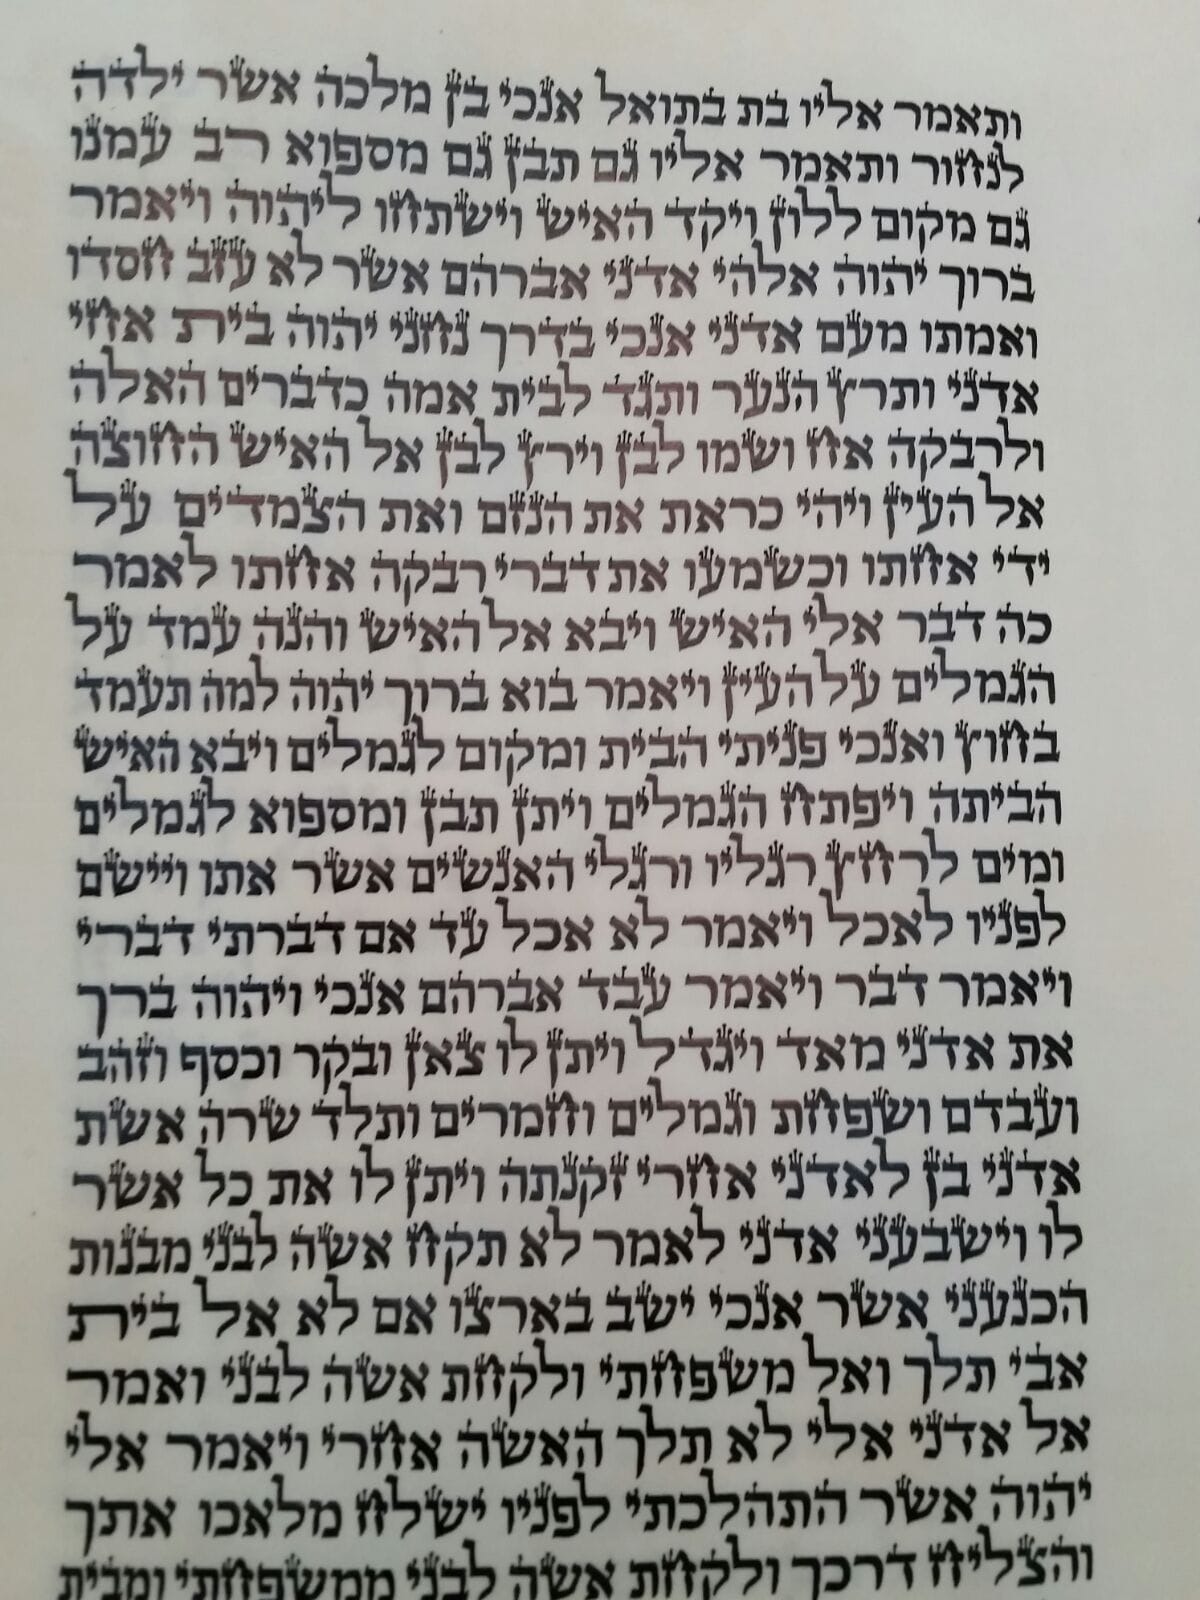 ותאמר אליו בת בתואל אנכי בן מלכה אשר ילדה
לנחור ותאמר אליו גם תבן גם מספוא רב עמנו
גם מקום ללון ויקד האיש וישתחו ליהוה ויאמר
ברוך יהוה אלהי אדני אברהם אשר לא עזב חסדו
ואמתו מעם אדני אנכי בדרך נחני יהוה בית אחי
אדני ותרץ הנער ותגד לבית אמה כדברים האלה
ולרבקה אח ושמו לבן וירץ לבן אל האיש החוצה
אל העין ויהי כראת את הנזם ואת הצמדים על
ידי אחתו וכשמעו את דברי רבקה אחתו לאמר
כה דבר אלי האיש ויבא אל האיש והנה עמד על
הגמלים על העין ויאמר בוא ברוך יהוה למה תעמד
בחוץ ואנכי פניתי הבית ומקום לגמלים ויבא האיש
הביתה ויפתח הגמלים ויתן תבן ומספוא לגמלים
ומים לרחץ רגליו ורגלי האנשים אשר אתו ויישם
לפניו לאכל ויאמר לא אכל עד אם דברתי דברי
ויאמר דבר ויאמר עבד אברהם אנכי ויהוה ברך
את אדני מאד ויגדל ויתן לו צאן ובקר וכסף וזהב
ועבדם ושפחת וגמלים וחמרים ותלד שרה אשת
אדני בן לאדני אחרי זקנתה ויתן לו את כל אשר
לו וישבעני אדני לאמר לא תקח אשה לבני מבנות
הכנעני אשר אנכי ישב בארצו אם לא אל בית
אבי תלך ואל משפחתי ולקחת אשה לבני ואמר
אל אדני אלי לא תלך האשה אחרי ויאמר אלי
יהוה אשר התהלכתי לפניו ישלח מלאכו אתך
והצליח דרכך ולקחת אשה לבני ממשפחתי ומבית